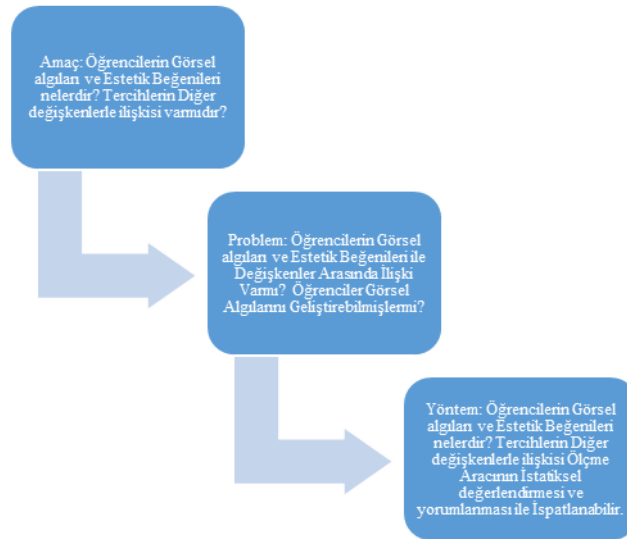 Amaç: Öğrencilerin Görsel
algıları ve Estetik Beğenileri
nelerdir? Tercihlerin Diğer
değişkenlerle ilişkisi varmıdır?
Problem: Öğrencilerin Görsel
algıları ve Estetik Beğenileri ile
Değişkenler Arasında İlişki
Varmı? Öğrenciler Görsel
Algılarını Geliştirebilmişlermi?
Yöntem: Öğrencilerin Görsel
algıları ve Estetik Beğenileri
nelerdir? Tercihlerin Diğer
değişkenlerle ilişkisi Ölçme
Aracının İstatiksel
değerlendirmesi ve
yorumlanması ile İspatlanabilir.